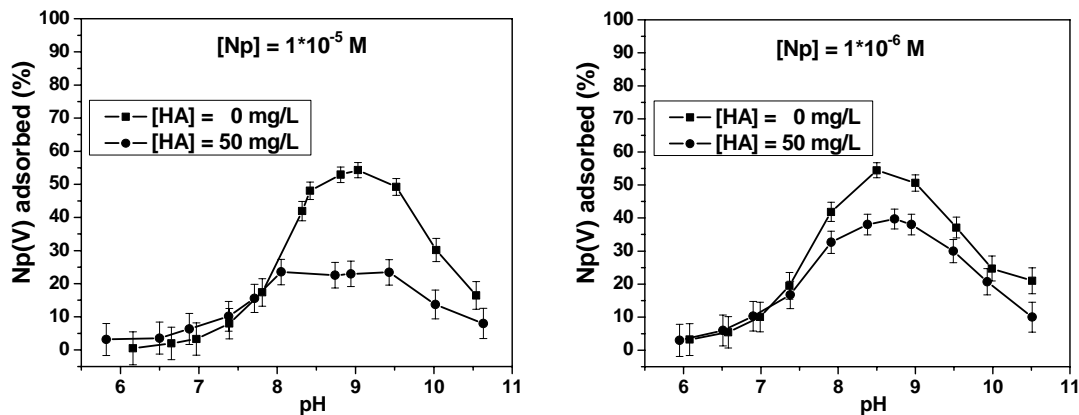 [Np] = 1*10⁻⁵ M
[HA] = 0 mg/L
[HA] = 50 mg/L
Np(V) adsorbed (%)
100
90
80
70
60
50
40
30
20
10
0
6 7 8 9 10 11
pH
[Np] = 1*10⁻⁶ M
[HA] = 0 mg/L
[HA] = 50 mg/L
Np(V) adsorbed (%)
100
90
80
70
60
50
40
30
20
10
0
6 7 8 9 10 11
pH